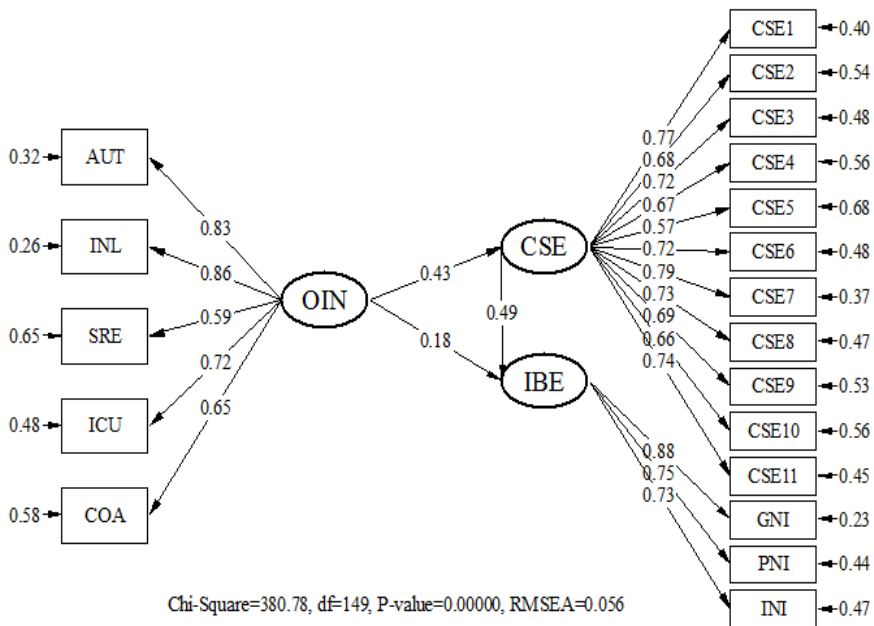 CSE1
0.40
CSE2
0.54
CSE3
0.48
CSE4
0.56
CSE5
0.68
CSE6
0.48
CSE7
0.37
CSE8
0.47
CSE9
0.53
CSE10
0.56
CSE11
0.45
GNI
0.23
PNI
0.44
INI
0.47
0.32
AUT
0.26
INL
0.65
SRE
0.48
ICU
0.58
COA
0.83
0.86
0.59
0.72
0.65
OIN
0.43
0.18
CSE
0.49
IBE
0.77
0.68
0.72
0.67
0.57
0.72
0.79
0.73
0.69
0.66
0.74
0.88
0.75
0.73
Chi-Square=380.78, df=149, P-value=0.00000, RMSEA=0.056